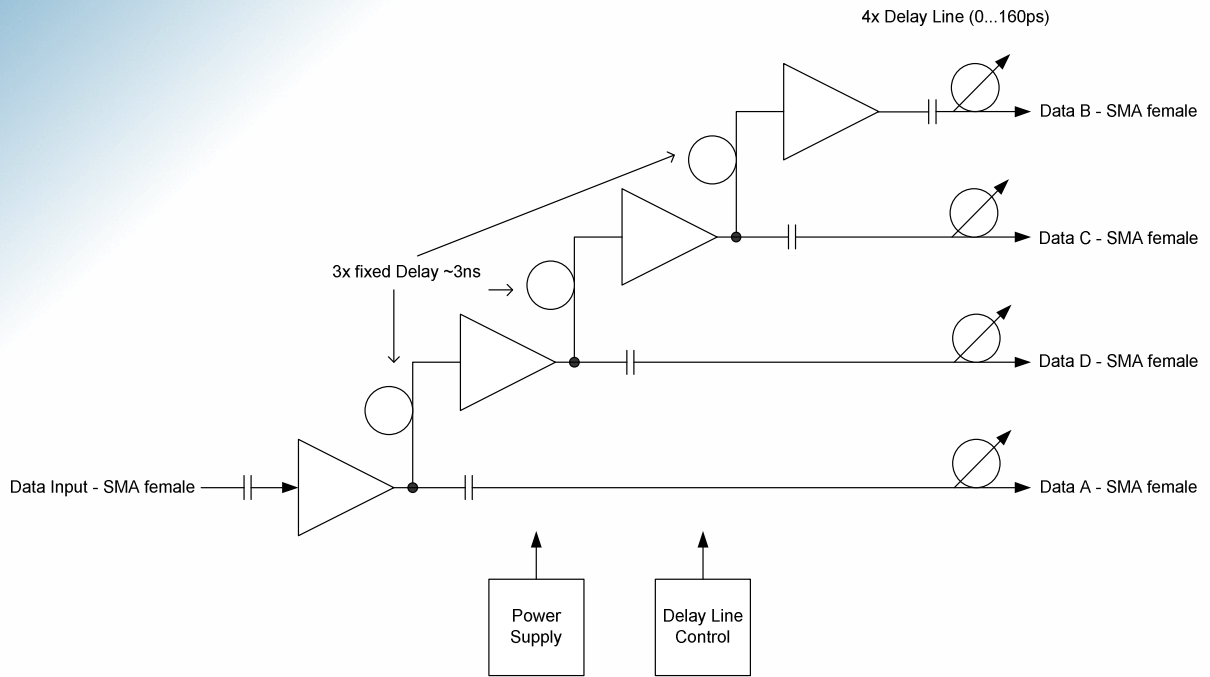 4x Delay Line (0...160ps)
Data B - SMA female
Data C - SMA female
3x fixed Delay ~3ns
Data D - SMA female
Data Input - SMA female
Data A - SMA female
Power
Supply
Delay Line
Control